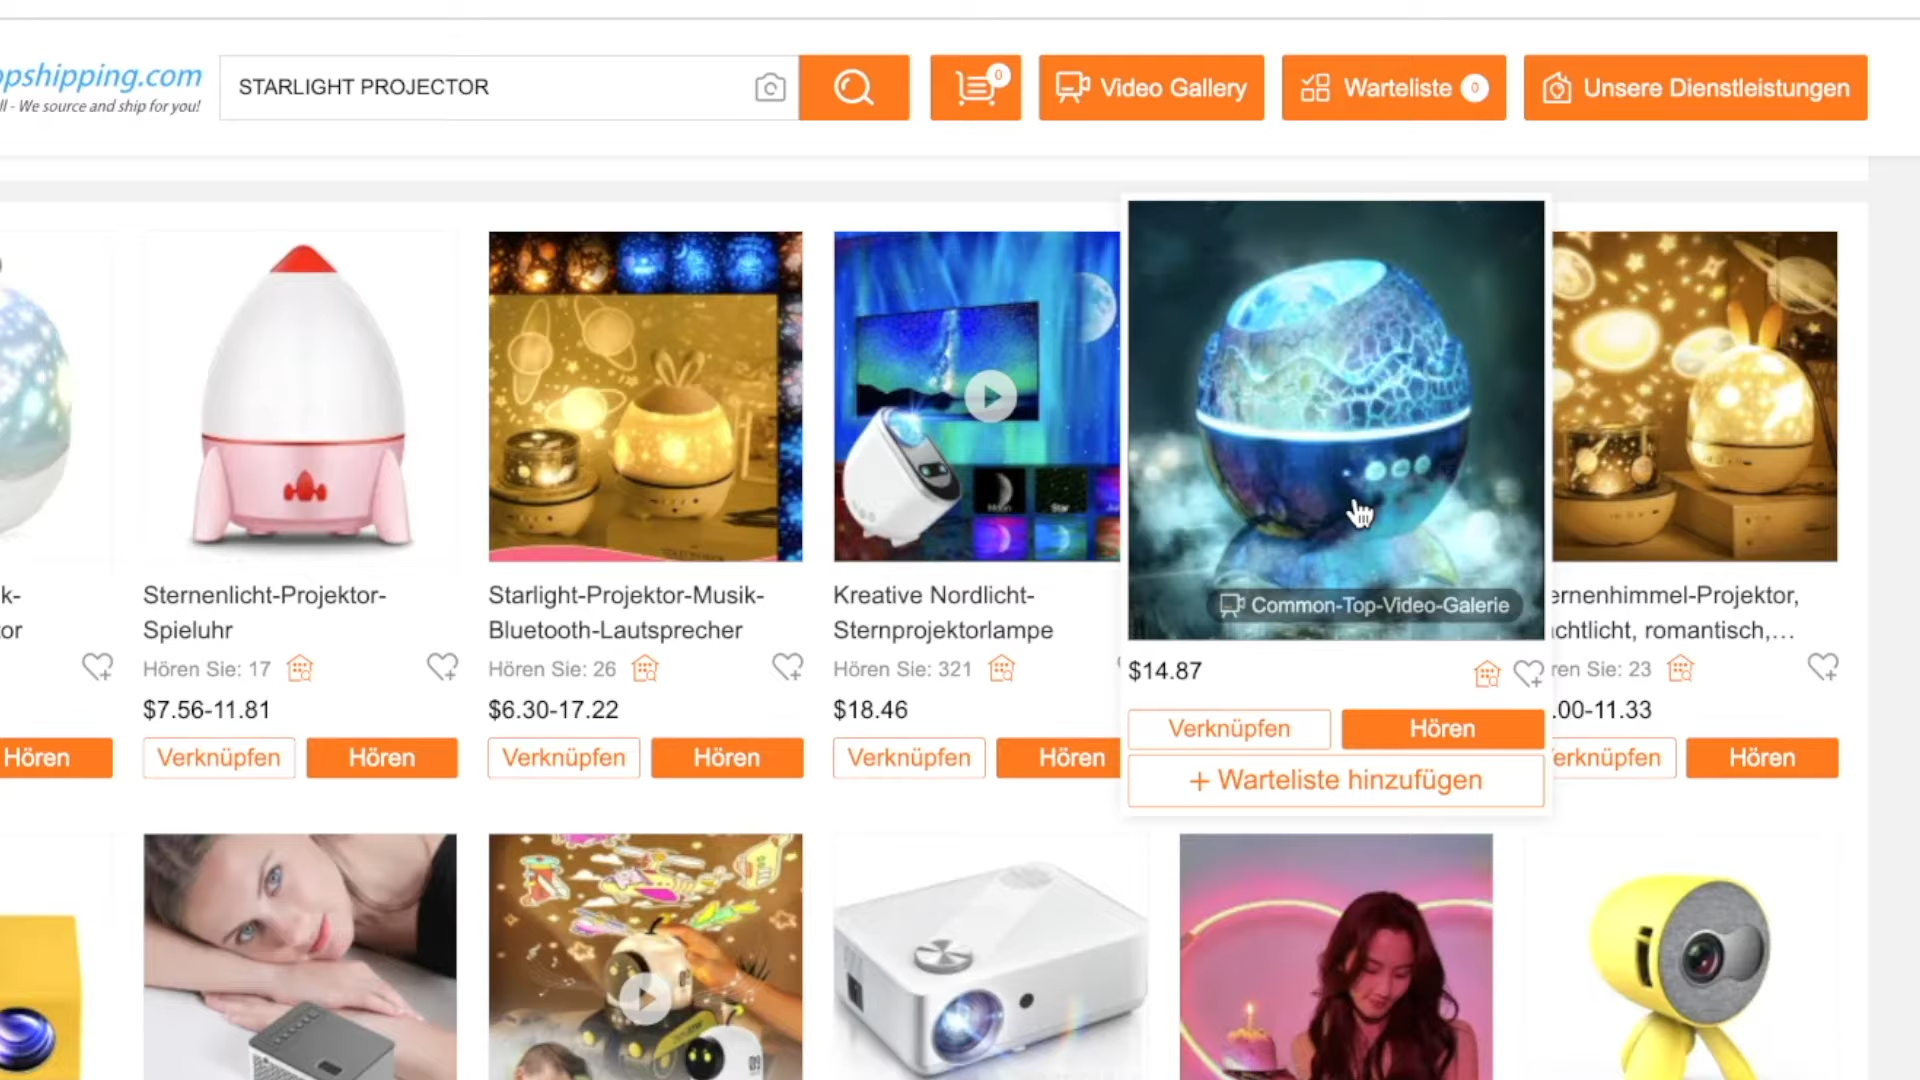 opshipping.com
ll - We source and ship for you!
STARLIGHT PROJECTOR
0
Video Gallery
Warteliste 0
Unsere Dienstleistungen
k-
or
Hören
Sternenlicht-Projektor-
Spieluhr
Hören Sie: 17
$7.56-11.81
Verknüpfen
Hören
Starlight-Projektor-Musik-
Bluetooth-Lautsprecher
Hören Sie: 26
$6.30-17.22
Verknüpfen
Hören
Moon
Star
Kreative Nordlicht-
Sternprojektorlampe
Hören Sie: 321
$18.46
Verknüpfen
Hören
Common-Top-Video-Galerie
$14.87
Verknüpfen
Hören
+ Warteliste hinzufügen
ernenhimmel-Projektor,
chtlicht, romantisch,...
ren Sie: 23
.00-11.33
erknüpfen
Hören